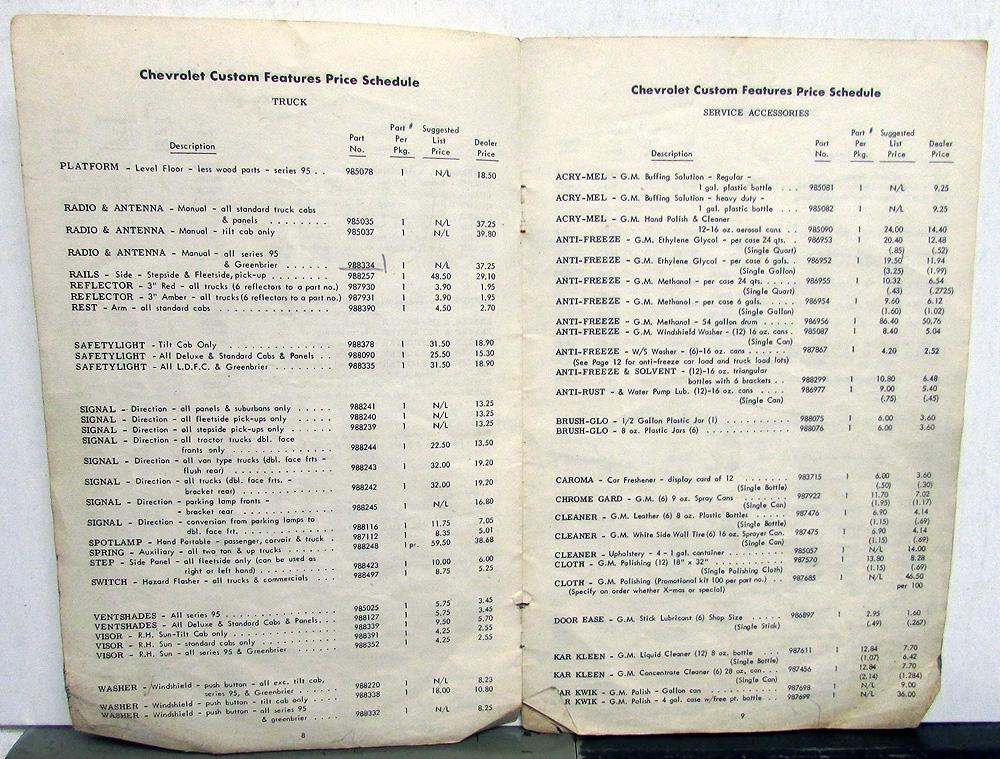 Chevrolet Custom Features Price Schedule
TRUCK
Description Part No. Part # Per Pkg. Suggested List Price Dealer Price
PLATFORM - Level Floor - less wood parts - series 95 . . 985078 1 N/L 18.50
RADIO & ANTENNA - Manual - all standard truck cabs
& panels . . . . . 985035 1 N/L 37.25
RADIO & ANTENNA - Manual - tilt cab only 985037 1 N/L 39.80
RADIO & ANTENNA - Manual - all series 95
& Greenbrier . . . . . . . 988334 1 N/L 37.25
RAILS - Side - Stepside & Fleetside, pick-up . . . . . . . . 988257 1 48.50 29.10
REFLECTOR - 3" Red - all trucks (6 reflectors to a part no.) 987930 1 3.90 1.95
REFLECTOR - 3" Amber - all trucks (6 reflectors to a part no.) 987931 1 3.90 1.95
REST - Arm - all standard cabs . . . . . . . . . . 988390 1 4.50 2.70
SAFETYLIGHT - Tilt Cab Only . . . . . . . . . . 988378 1 31.50 18.90
SAFETYLIGHT - All Deluxe & Standard Cabs & Panels . . . 988090 1 25.50 15.30
SAFETYLIGHT - All L.D.F.C. & Greenbrier . . . . . . . . 988335 1 31.50 18.90
SIGNAL - Direction - all panels & suburbans only . . . . . . 988241 1 N/L 13.25
SIGNAL - Direction - all fleetside pick-ups only . . . . . . 988240 1 N/L 13.25
SIGNAL - Direction - all stepside pick-ups only . . . . . . 988239 1 N/L 13.25
SIGNAL - Direction - all tractor trucks dbl. face
fronts only . . . . . 988244 1 22.50 13.50
SIGNAL - Direction - all van type trucks (dbl. face frts -
flush rear) . . . . . . 988243 1 32.00 19.20
SIGNAL - Direction - all trucks (dbl. face frts. -
bracket rear) . . . . . 988242 1 32.00 19.20
SIGNAL - Direction - parking lamp fronts -
bracket rear . . . . . 988245 1 N/L 16.80
SIGNAL - Direction - conversion from parking lamps to
dbl. face frt. . . . . . 988116 1 11.75 7.05
SPOTLAMP - Hand Portable - passenger, corvair & truck . 987112 1 8.35 5.01
SPRING - Auxiliary - all two ton & up trucks . . . . . 988248 1 pr. 59.50 38.68
STEP - Side Panel - all fleetside only (can be used as
right or left hand) . . . . . 988423 1 10.00 6.00
SWITCH - Hazard Flasher - all trucks & commercials . . . . 988497 1 8.75 5.25
VENTSHADES - All series 95 . . . . . . . . . . 985025 1 5.75 3.45
VENTSHADES - All Deluxe & Standard Cabs & Panels. . . . 988127 1 5.75 3.45
VISOR - R.H. Sun-Tilt Cab only . . . . . . . . 988339 1 9.50 5.70
VISOR - R.H. Sun - standard cabs only . . . . . . 988391 1 4.25 2.55
VISOR - R.H. Sun - all series 95 & Greenbrier . . . . 988352 1 4.25 2.55
WASHER - Windshield - push button - all exc. tilt cab,
series 95, & Greenbrier . . . . 988220 1 N/L 8.23
WASHER - Windshield - push button - tilt cab only . . 988338 1 18.00 10.80
WASHER - Windshield - push button - all series 95
& greenbrier . . . . 988332 1 N/L 8.25
8
Chevrolet Custom Features Price Schedule
SERVICE ACCESSORIES
Description Part No. Part # Per Pkg. Suggested List Price Dealer Price
ACRY-MEL - G.M. Buffing Solution - Regular -
1 gal. plastic bottle . . . 985081 1 N/L 9.25
ACRY-MEL - G.M. Buffing Solution - heavy duty -
1 gal. plastic bottle . . . 985082 1 N/L 9.25
ACRY-MEL - G.M. Hand Polish & Cleaner
12-16 oz. aerosol cans . . 985090 1 24.00 14.40
ANTI-FREEZE - G.M. Ethylene Glycol - per case 24 qts. . 986953 1 20.40 12.48
(Single Quart) (.85) (.52)
ANTI-FREEZE - G.M. Ethylene Glycol - per case 6 gals. . 986952 1 19.50 11.94
(Single Gallon) (3.25) (1.99)
ANTI-FREEZE - G.M. Methanol - per case 24 qts. . . . . 986955 1 10.32 6.54
(Single Quart) (.43) (.2725)
ANTI-FREEZE - G.M. Methanol - per case 6 gals. . . . . 986954 1 9.60 6.12
(Single Gallon) (1.60) (1.02)
ANTI-FREEZE - G.M. Methanol - 54 gallon drum . . . . . 986956 1 86.40 50.76
ANTI-FREEZE - G.M. Windshield Washer - (12) 16 oz. cans . 985087 1 8.40 5.04
(Single Can)
ANTI-FREEZE - W/S Washer - (6)-16 oz. cans . . . . . . 987867 1 4.20 2.52
(See Page 12 for anti-freeze car load and truck load lots)
ANTI-FREEZE & SOLVENT - (12)-16 oz. triangular
bottles with 6 brackets . . 988299 1 10.80 6.48
ANTI-RUST - & Water Pump Lub. (12)-16 oz. cans . . . . 986977 1 9.00 5.40
(Single Can) (.75) (.45)
BRUSH-GLO - 1/2 Gallon Plastic Jar (1) . . . . . . . . 988075 1 6.00 3.60
BRUSH-GLO - 8 oz. Plastic Jars (6) . . . . . . . . . . 988076 1 6.00 3.60
CAROMA - Car Freshener - display card of 12 . . . . . . 983715 1 6.00 3.60
(Single Bottle) (.50) (.30)
CHROME GARD - G.M. (6) 9 oz. Spray Cans . . . . . 987922 1 11.70 7.02
(Single Can) (1.95) (1.17)
CLEANER - G.M. Leather (6) 8 oz. Plastic Bottles . . . . 987476 1 6.90 4.14
(Single Bottle) (1.15) (.69)
CLEANER - G.M. White Side Wall Tire (6) 16 oz. Sprayer Can. 987475 1 6.90 4.14
(Single Can) (1.15) (.69)
CLEANER - Upholstery - 4 - 1 gal. container . . . . . . . 985057 1 N/L 14.00
CLOTH - G.M. Polishing (12) 18" x 32" . . . . . . . . 987570 1 13.80 8.28
(Single Polishing Cloth) (1.15) (.69)
CLOTH - G.M. Polishing (Promotional kit 100 per part no.) . . 987685 1 N/L 46.50
(Specify on order whether X-mas or special) per 100
DOOR EASE - G.M. Stick Lubricant (6) Shop Size . . . . 986897 1 2.95 1.60
(Single Stick) (.49) (.267)
KAR KLEEN - G.M. Liquid Cleaner (12) 8 oz. bottle . . . 987611 1 12.84 7.70
(Single Bottle) (1.07) 6.42
KAR KLEEN - G.M. Concentrate Cleaner (6) 28 oz. can . . . 987456 1 12.84 7.70
(Single Can) (2.14) (1.284)
AR KWIK - G.M. Polish - Gallon can . . . . . . . . 987698 1 N/L 9.00
R KWIK - G.M. Polish - 4 gal. case w/free pt. bottle . . . 987699 1 N/L 36.00
9